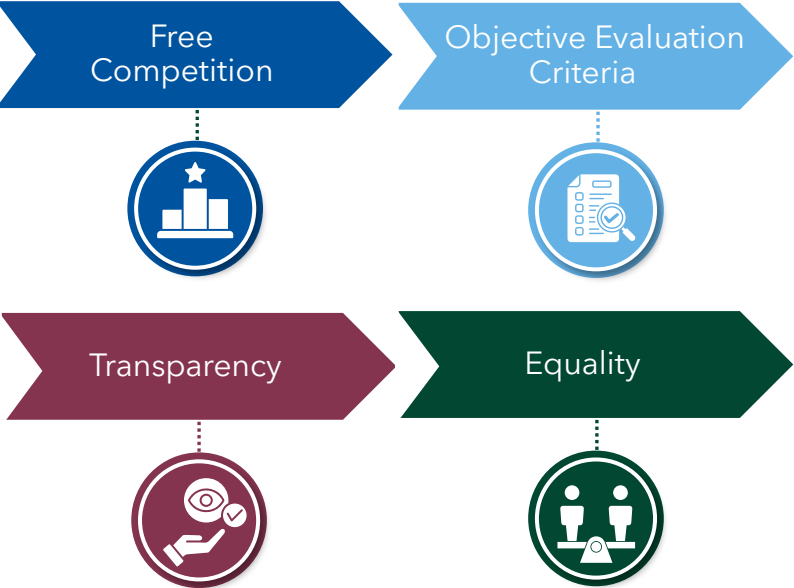 Free
Competition
Objective Evaluation
Criteria
Transparency
Equality